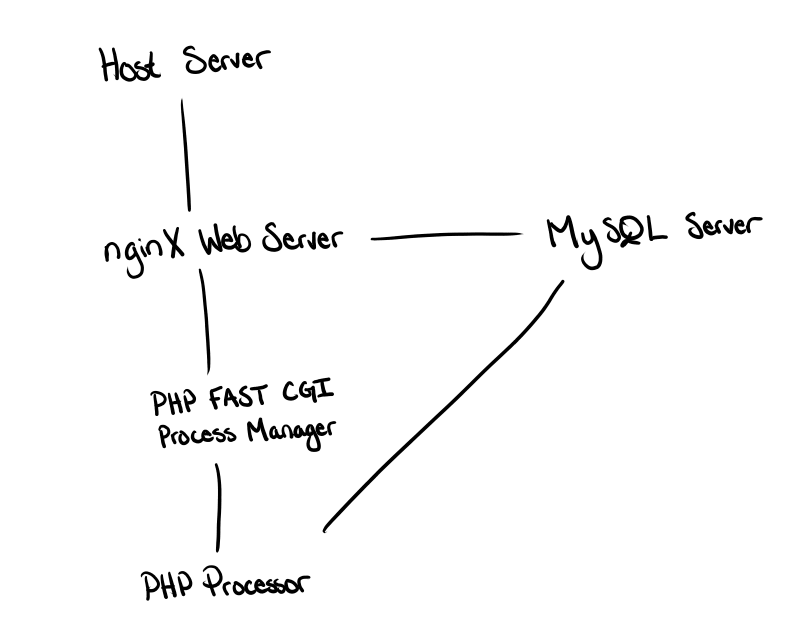 Host Server
nginX Web Server
MySQL Server
PHP FAST CGI
Process Manager
PHP Processor